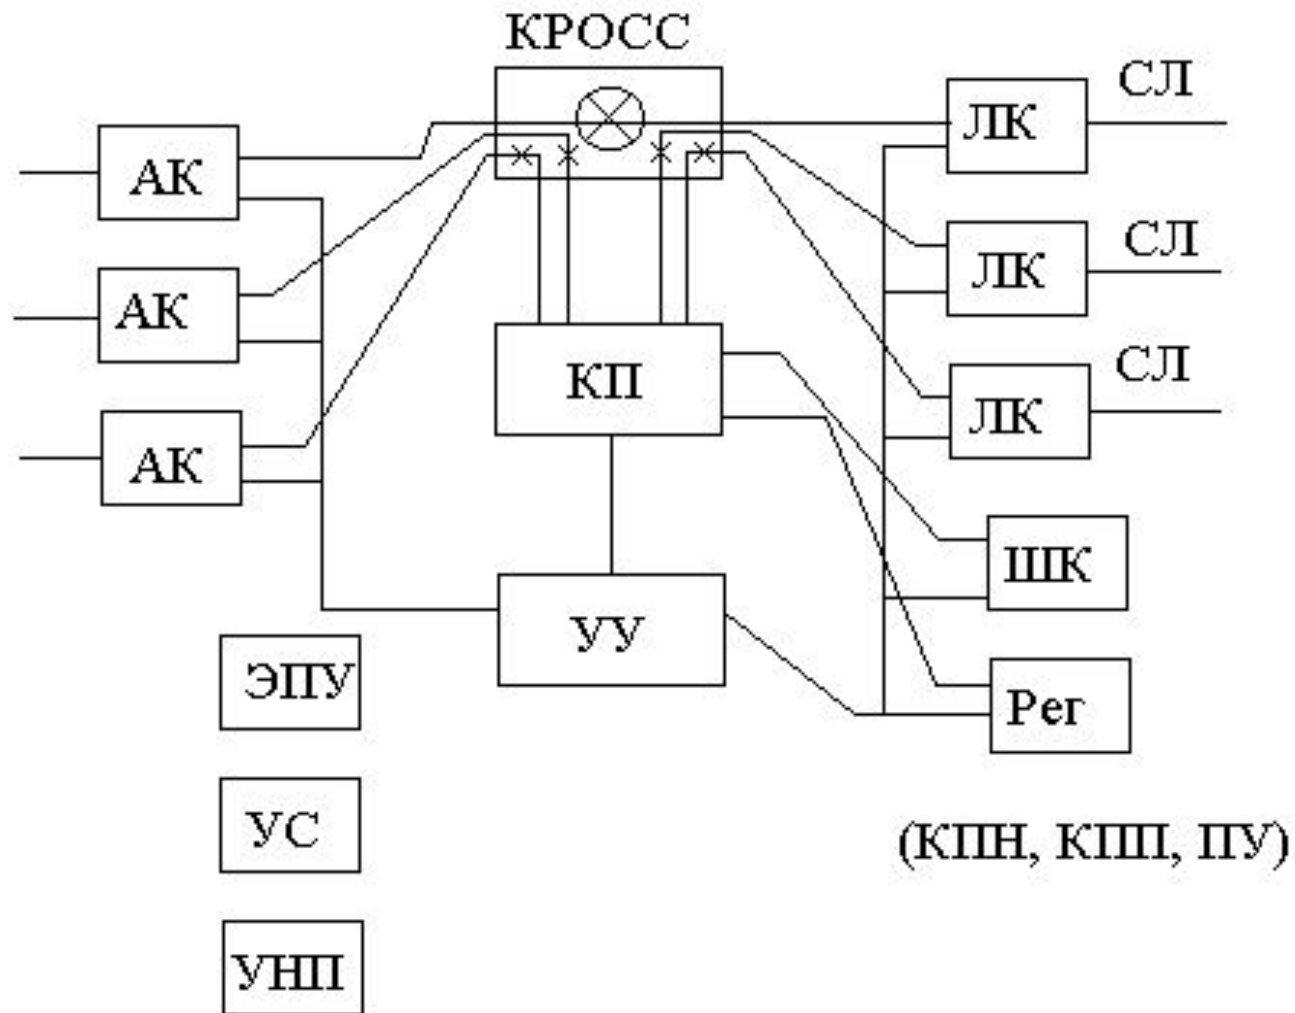 КРОСС
АК
АК
АК
КП
УУ
ЛК
СЛ
ЛК
СЛ
ЛК
СЛ
ШК
Рег
(КПН, КПП, ПУ)
ЭПУ
УС
УНП